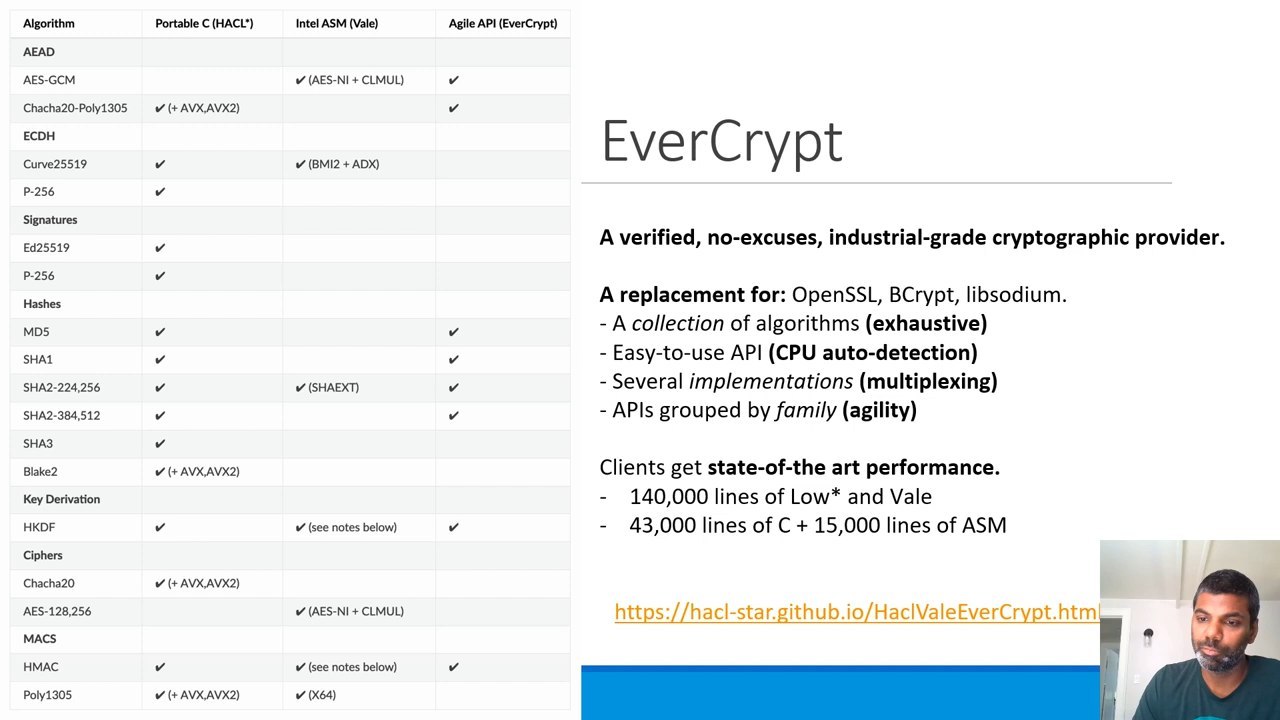 Algorithm Portable C (HACL*) Intel ASM (Vale) Agile API (EverCrypt)
AEAD
AES-GCM ✔ (AES-NI + CLMUL) ✔
Chacha20-Poly1305 ✔ (+ AVX,AVX2) ✔
ECDH
Curve25519 ✔ ✔ (BMI2 + ADX)
P-256 ✔
Signatures
Ed25519 ✔
P-256 ✔
Hashes
MD5 ✔ ✔
SHA1 ✔ ✔
SHA2-224,256 ✔ ✔ (SHAEXT) ✔
SHA2-384,512 ✔ ✔
SHA3 ✔
Blake2 ✔ (+ AVX,AVX2)
Key Derivation
HKDF ✔ ✔ (see notes below) ✔
Ciphers
Chacha20 ✔ (+ AVX,AVX2)
AES-128,256 ✔ (AES-NI + CLMUL)
MACS
HMAC ✔ ✔ (see notes below) ✔
Poly1305 ✔ (+ AVX,AVX2) ✔ (X64)
EverCrypt
A verified, no-excuses, industrial-grade cryptographic provider.
A replacement for: OpenSSL, BCrypt, libsodium.
- A collection of algorithms (exhaustive)
- Easy-to-use API (CPU auto-detection)
- Several implementations (multiplexing)
- APIs grouped by family (agility)
Clients get state-of-the art performance.
- 140,000 lines of Low* and Vale
- 43,000 lines of C + 15,000 lines of ASM
https://hacl-star.github.io/HaclValeEverCrypt.html